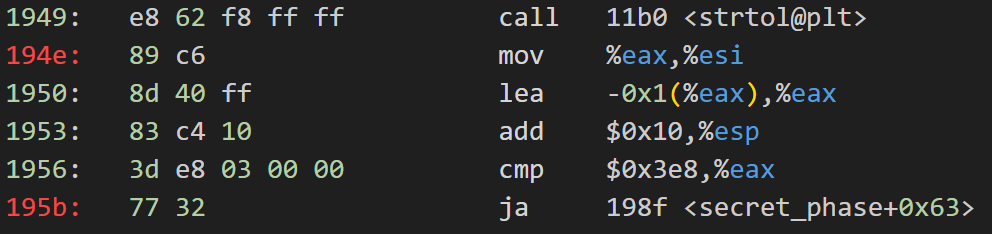 1949: e8 62 f8 ff ff call 11b0 <strtol@plt>
194e: 89 c6 mov %eax,%esi
1950: 8d 40 ff lea -0x1(%eax),%eax
1953: 83 c4 10 add $0x10,%esp
1956: 3d e8 03 00 00 cmp $0x3e8,%eax
195b: 77 32 ja 198f <secret_phase+0x63>